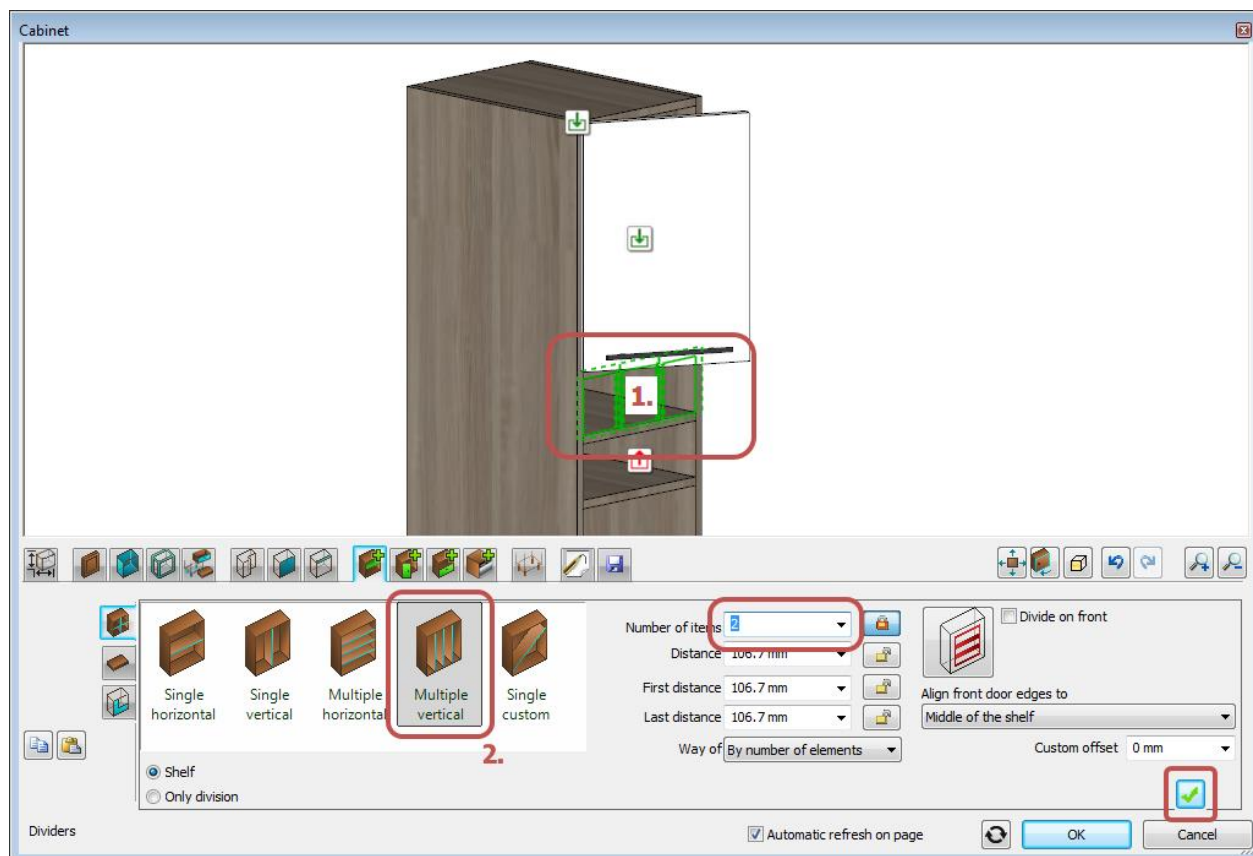 Cabinet
1.
Number of items 2
Distance 106.7 mm
First distance 106.7 mm
Last distance 106.7 mm
Way of By number of elements
Single horizontal
Single vertical
Multiple horizontal
Multiple vertical
Single custom
2.
Shelf
Only division
Divide on front
Align front door edges to
Middle of the shelf
Custom offset 0 mm
Dividers
Automatic refresh on page
OK
Cancel